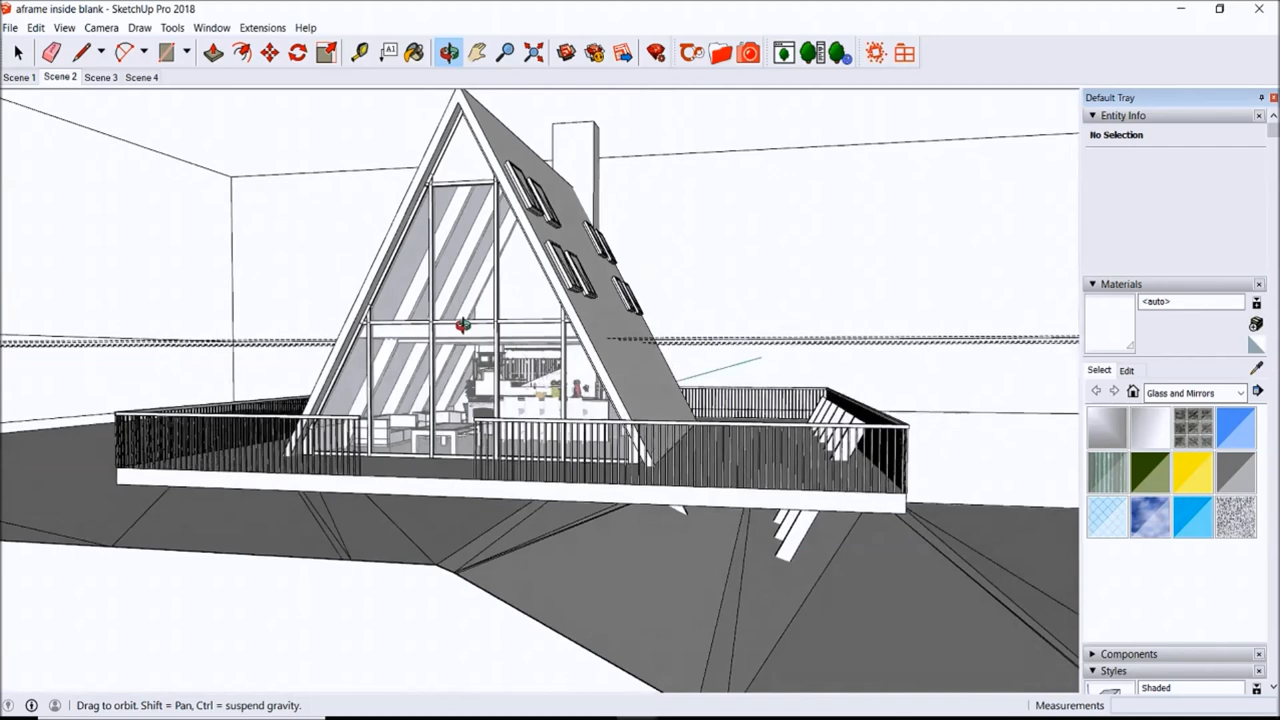 aframe inside blank - SketchUp Pro 2018
File Edit View Camera Draw Tools Window Extensions Help
A1
Scene 1 Scene 2 Scene 3 Scene 4
Default Tray
Entity Info
No Selection
Materials
<auto>
Select Edit
Glass and Mirrors
Components
Styles
Shaded
Drag to orbit. Shift = Pan, Ctrl = suspend gravity.
Measurements